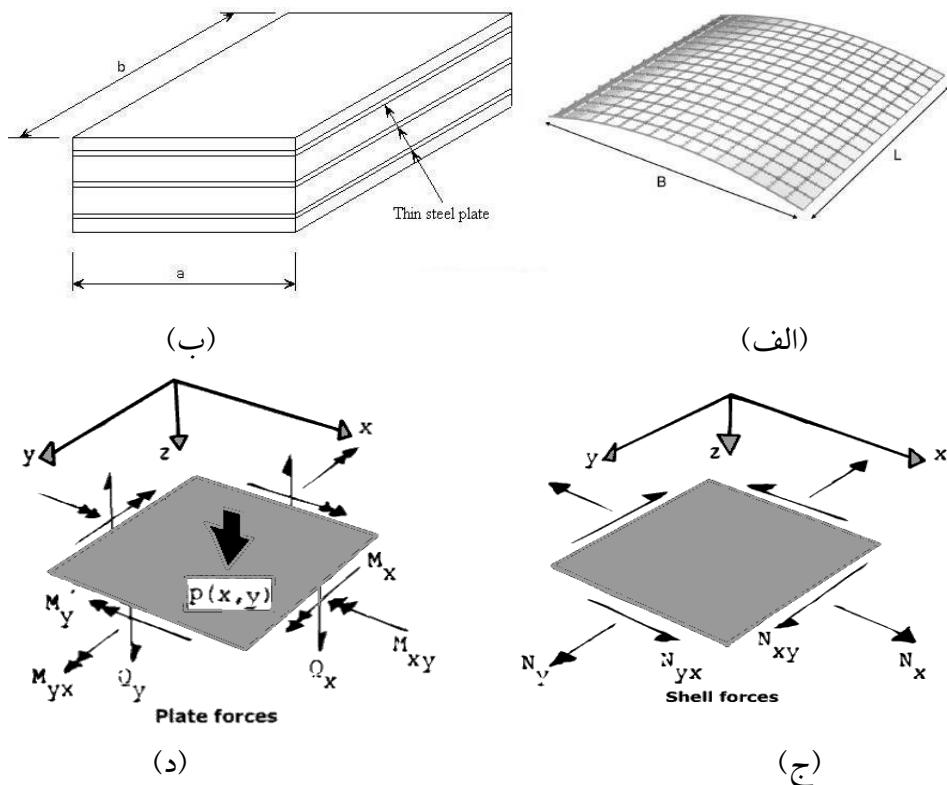 b
Thin steel plate
a
B
L
(ب)
(الف)
y
z
x
p(x,y)
M_x
M_y
M_xy
M_yx
Q_y
Q_x
Plate forces
y
z
x
N_y
N_yx
N_xy
N_x
Shell forces
(د)
(ج)